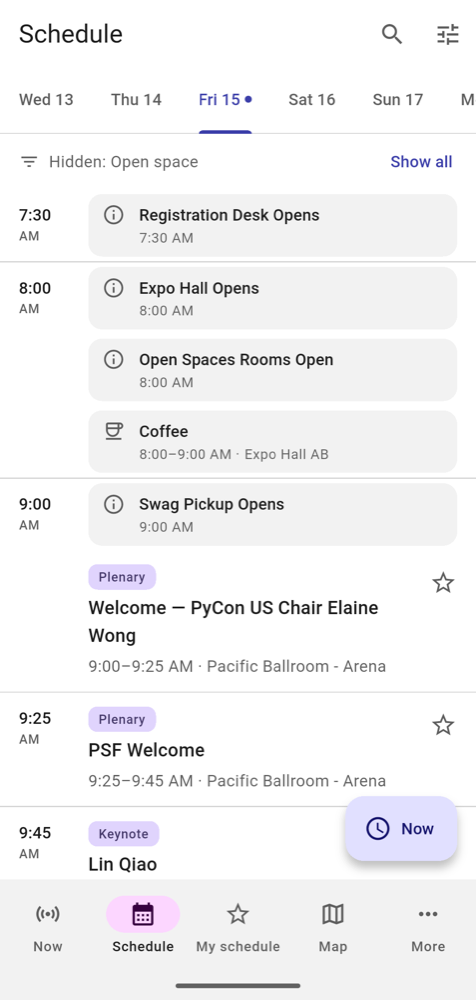 Schedule
Wed 13
Thu 14
Fri 15
Sat 16
Sun 17
M
Hidden: Open space
Show all
7:30
AM
Registration Desk Opens
7:30 AM
8:00
AM
Expo Hall Opens
8:00 AM
Open Spaces Rooms Open
8:00 AM
Coffee
8:00–9:00 AM · Expo Hall AB
9:00
AM
Swag Pickup Opens
9:00 AM
Plenary
Welcome — PyCon US Chair Elaine
Wong
9:00–9:25 AM · Pacific Ballroom - Arena
9:25
AM
Plenary
PSF Welcome
9:25–9:45 AM · Pacific Ballroom - Arena
9:45
AM
Keynote
Lin Qiao
Now
Now
Schedule
My schedule
Map
More